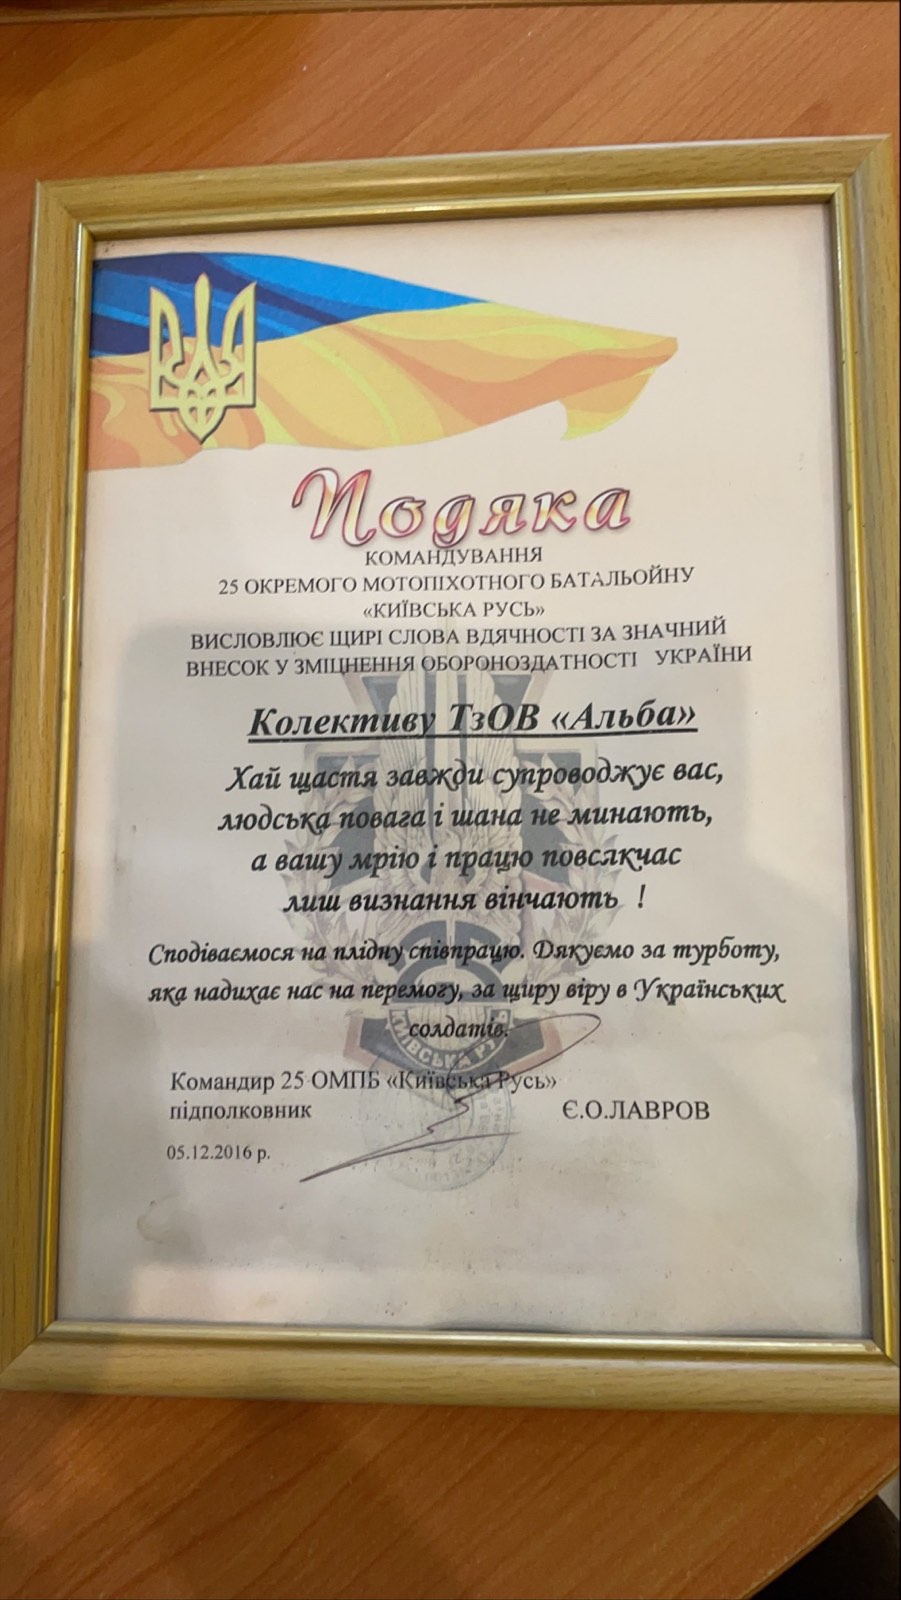 Подяка
КОМАНДУВАННЯ
25 ОКРЕМОГО МОТОПІХОТНОГО БАТАЛЬОЙНУ
«КИЇВСЬКА РУСЬ»
ВИСЛОВЛЮЄ ЩИРІ СЛОВА ВДЯЧНОСТІ ЗА ЗНАЧНИЙ
ВНЕСОК У ЗМІЦНЕННЯ ОБОРОНОЗДАТНОСТІ УКРАЇНИ
Колективу ТзОВ «Альба»
Хай щастя завжди супроводжує вас,
людська повага і шана не минають,
а вашу мрію і працю повсякчас
лиш визнання вінчають !
Сподіваємося на плідну співпрацю. Дякуємо за турботу,
яка надихає нас на перемогу, за щиру віру в Українських
солдатів.
КИЇВСЬКА РУСЬ
Командир 25 ОМПБ «Київська Русь»
підполковник Є.О.ЛАВРОВ
05.12.2016 р.